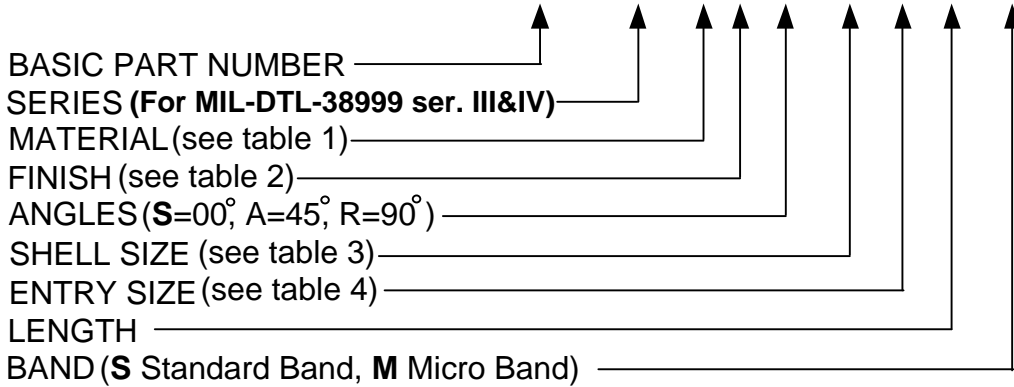 BASIC PART NUMBER
SERIES (For MIL-DTL-38999 ser. III&IV)
MATERIAL (see table 1)
FINISH (see table 2)
ANGLES (S=00°, A=45°, R=90°)
SHELL SIZE (see table 3)
ENTRY SIZE (see table 4)
LENGTH
BAND (S Standard Band, M Micro Band)